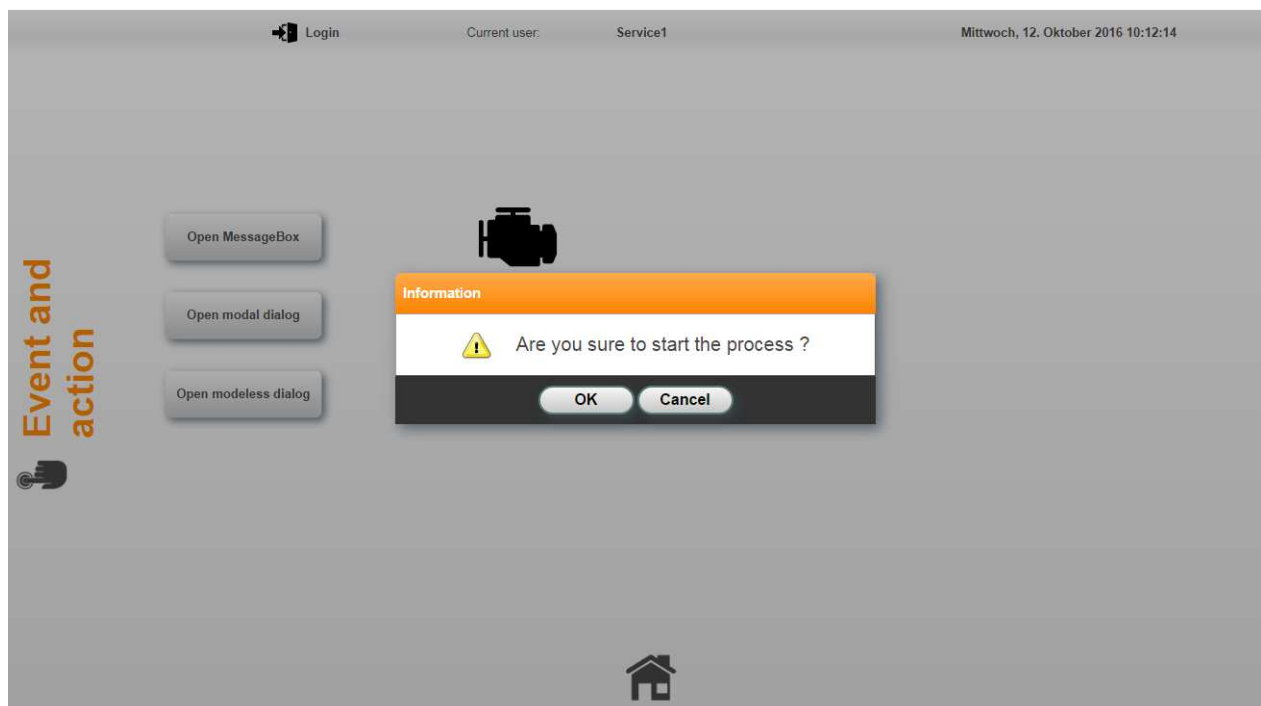 Login
Current user:
Service1
Mittwoch, 12. Oktober 2016 10:12:14
Event and
action
Open MessageBox
Open modal dialog
Open modeless dialog
Information
Are you sure to start the process ?
OK
Cancel